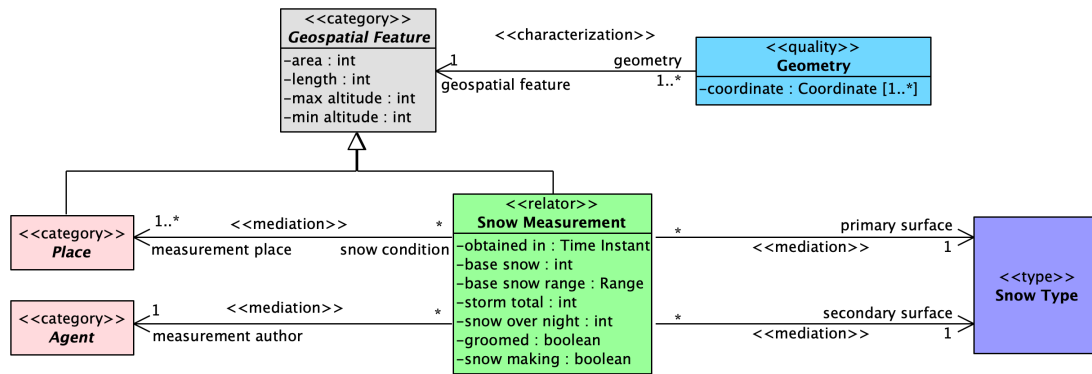 <<category>>
Geospatial Feature
-area : int
-length : int
-max altitude : int
-min altitude : int
<<characterization>>
1
geometry
geospatial feature
1..*
<<quality>>
Geometry
-coordinate : Coordinate [1..*]
<<category>>
Place
1..*
<<mediation>>
*
measurement place
snow condition
<<relator>>
Snow Measurement
-obtained in : Time Instant
-base snow : int
-base snow range : Range
-storm total : int
-snow over night : int
-groomed : boolean
-snow making : boolean
*
primary surface
<<mediation>>
1
<<type>>
Snow Type
<<category>>
Agent
1
<<mediation>>
*
measurement author
*
secondary surface
<<mediation>>
1